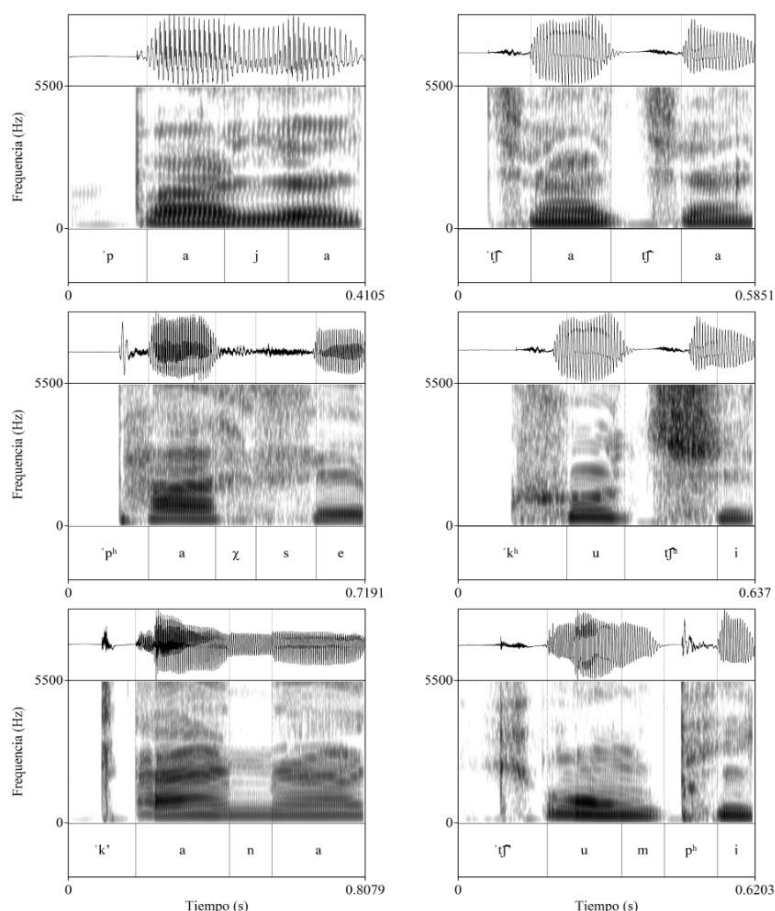 5500
Frequencia (Hz)
0
ˈp a j a
0 0.4105
5500
0
ˈt͡ʃ a t͡ʃ a
0 0.5851
5500
Frequencia (Hz)
0
ˈpʰ a χ s e
0 0.7191
5500
0
ˈkʰ u t͡ʃʰ i
0 0.637
5500
Frequencia (Hz)
0
ˈk’ a n a
0 0.8079
Tiempo (s)
5500
0
ˈt͡ʃ’ u m pʰ i
0 0.6203
Tiempo (s)